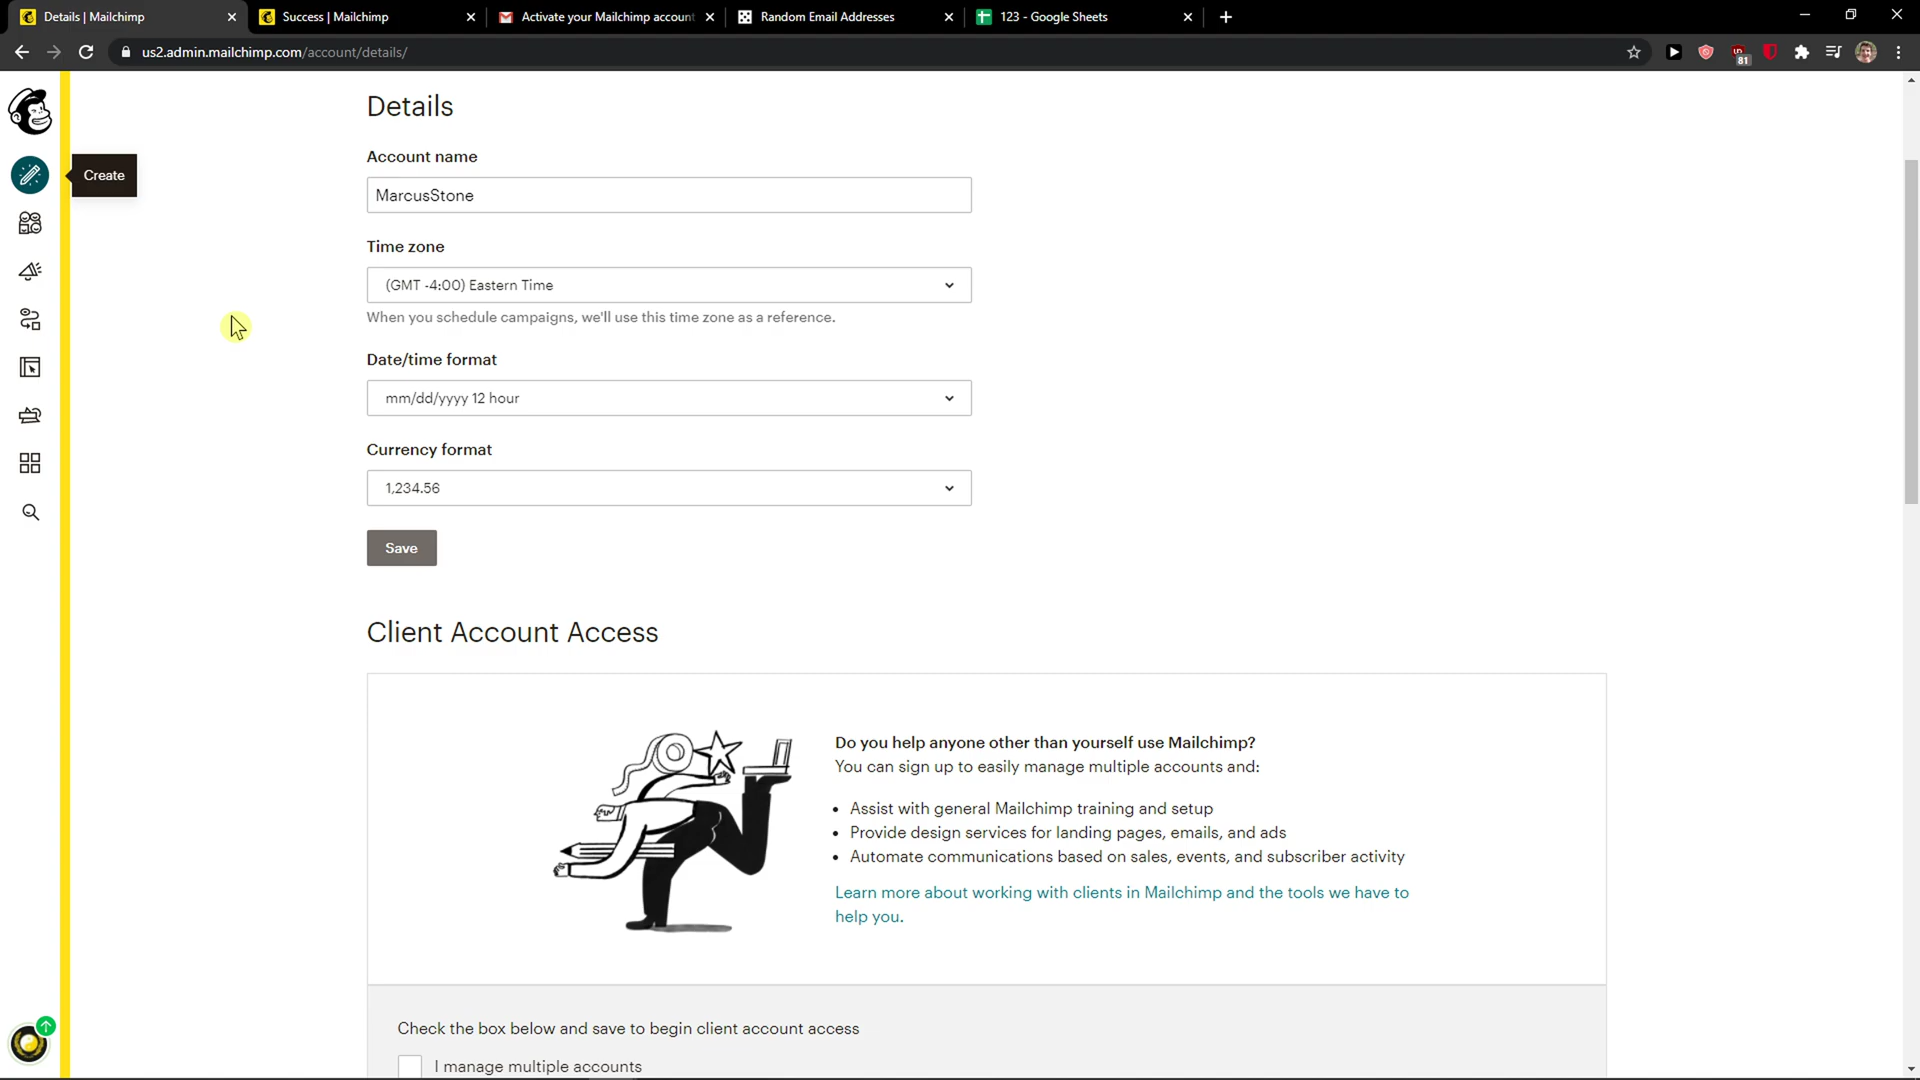 Details | Mailchimp
Success | Mailchimp
Activate your Mailchimp account
Random Email Addresses
123 - Google Sheets
us2.admin.mailchimp.com/account/details/
81
Details
Create
Account name
MarcusStone
Time zone
(GMT -4:00) Eastern Time
When you schedule campaigns, we'll use this time zone as a reference.
Date/time format
mm/dd/yyyy 12 hour
Currency format
1,234.56
Save
Client Account Access
Do you help anyone other than yourself use Mailchimp?
You can sign up to easily manage multiple accounts and:
• Assist with general Mailchimp training and setup
• Provide design services for landing pages, emails, and ads
• Automate communications based on sales, events, and subscriber activity
Learn more about working with clients in Mailchimp and the tools we have to
help you.
Check the box below and save to begin client account access
I manage multiple accounts